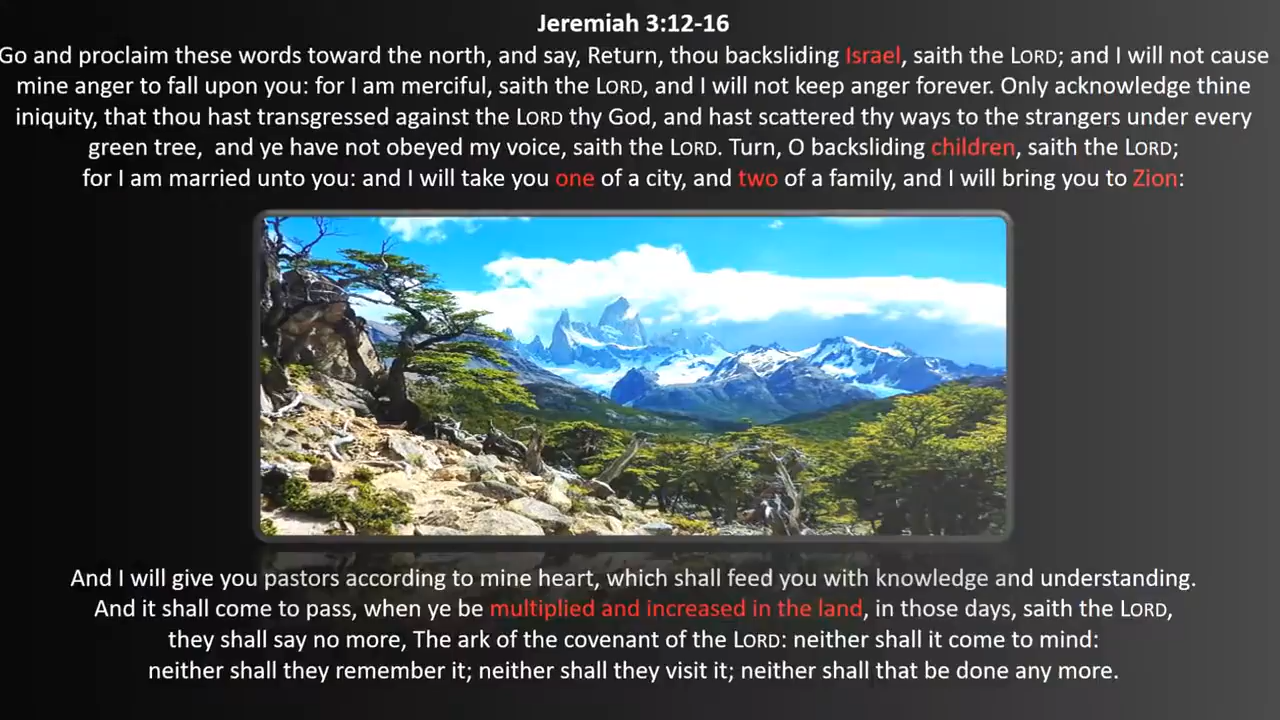 Jeremiah 3:12-16
Go and proclaim these words toward the north, and say, Return, thou backsliding Israel, saith the LORD; and I will not cause
mine anger to fall upon you: for I am merciful, saith the LORD, and I will not keep anger forever. Only acknowledge thine
iniquity, that thou hast transgressed against the LORD thy God, and hast scattered thy ways to the strangers under every
green tree, and ye have not obeyed my voice, saith the LORD. Turn, O backsliding children, saith the LORD;
for I am married unto you: and I will take you one of a city, and two of a family, and I will bring you to Zion:
And I will give you pastors according to mine heart, which shall feed you with knowledge and understanding.
And it shall come to pass, when ye be multiplied and increased in the land, in those days, saith the LORD,
they shall say no more, The ark of the covenant of the LORD: neither shall it come to mind:
neither shall they remember it; neither shall they visit it; neither shall that be done any more.